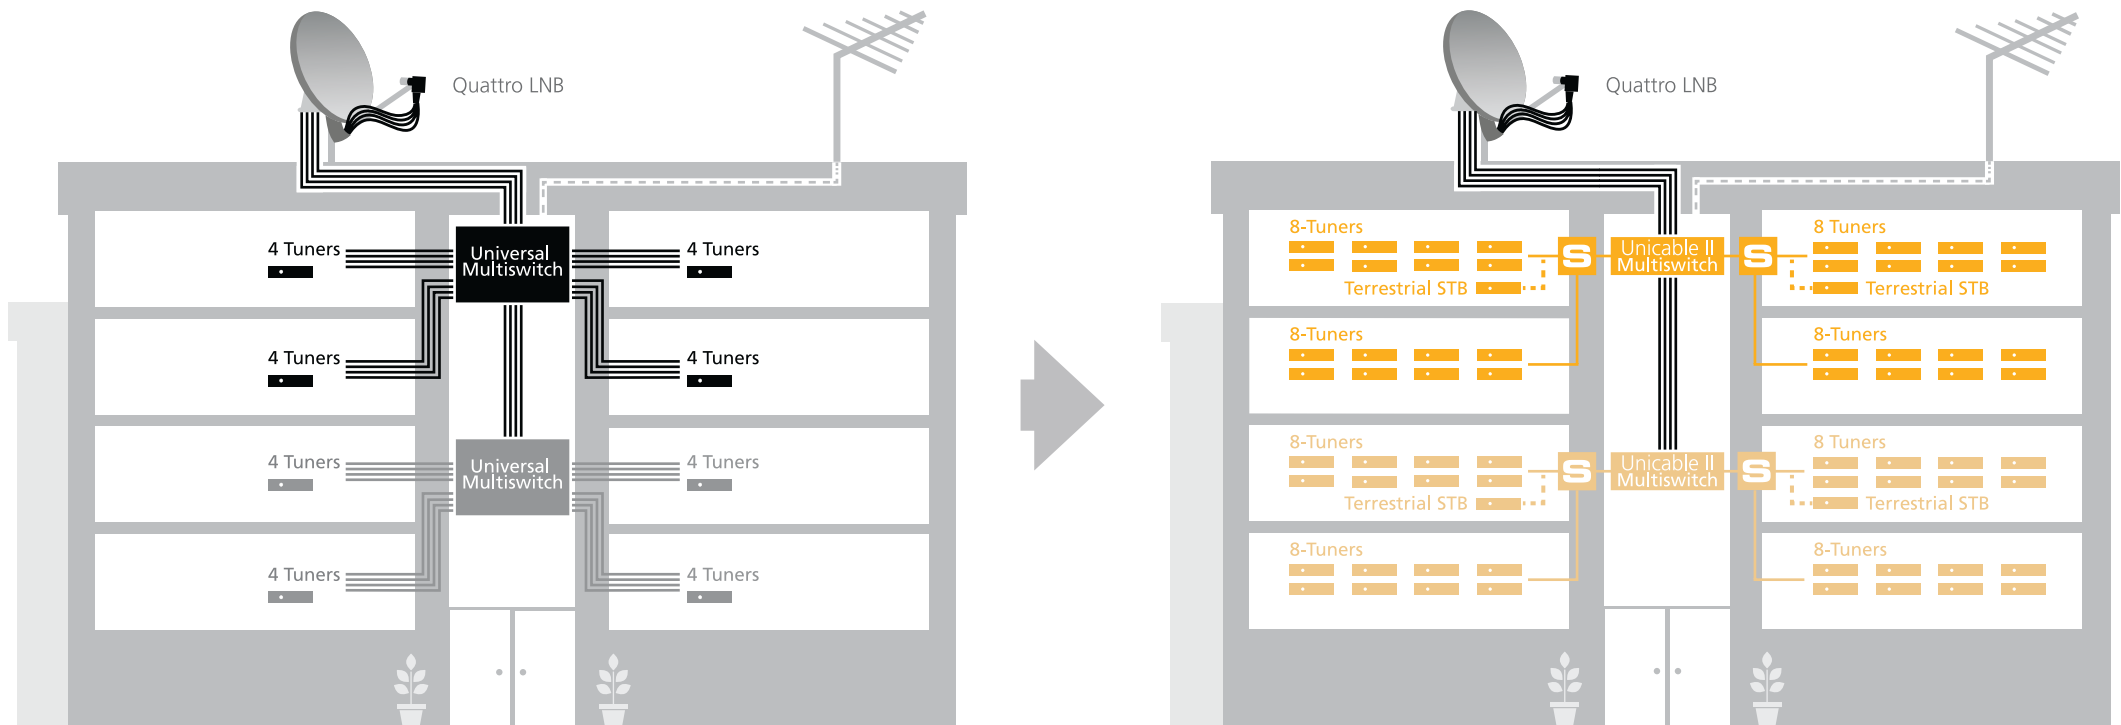 Quattro LNB
4 Tuners
Universal
Multiswitch
4 Tuners
4 Tuners
4 Tuners
4 Tuners
Universal
Multiswitch
4 Tuners
4 Tuners
4 Tuners
Quattro LNB
8-Tuners
S
Unicable II
Multiswitch
S
8 Tuners
Terrestrial STB
Terrestrial STB
8-Tuners
8-Tuners
8-Tuners
S
Unicable II
Multiswitch
S
8 Tuners
Terrestrial STB
Terrestrial STB
8-Tuners
8-Tuners